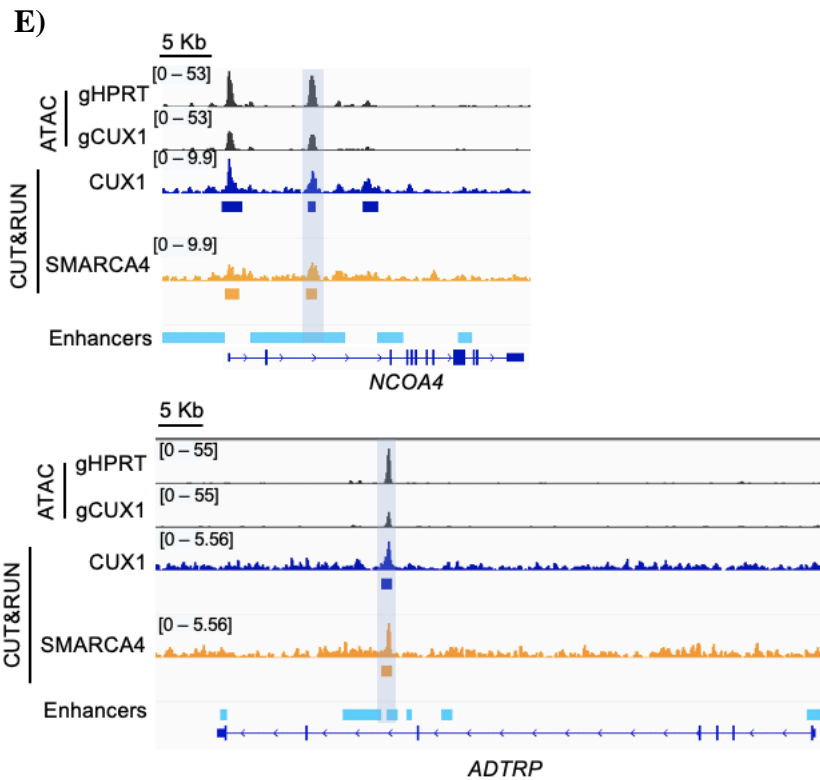 E)
5 Kb
[0 – 53]
gHPRT
ATAC
[0 – 53]
gCUX1
[0 – 9.9]
CUX1
CUT&RUN
[0 – 9.9]
SMARCA4
Enhancers
NCOA4
5 Kb
[0 – 55]
gHPRT
ATAC
[0 – 55]
gCUX1
[0 – 5.56]
CUX1
CUT&RUN
[0 – 5.56]
SMARCA4
Enhancers
ADTRP